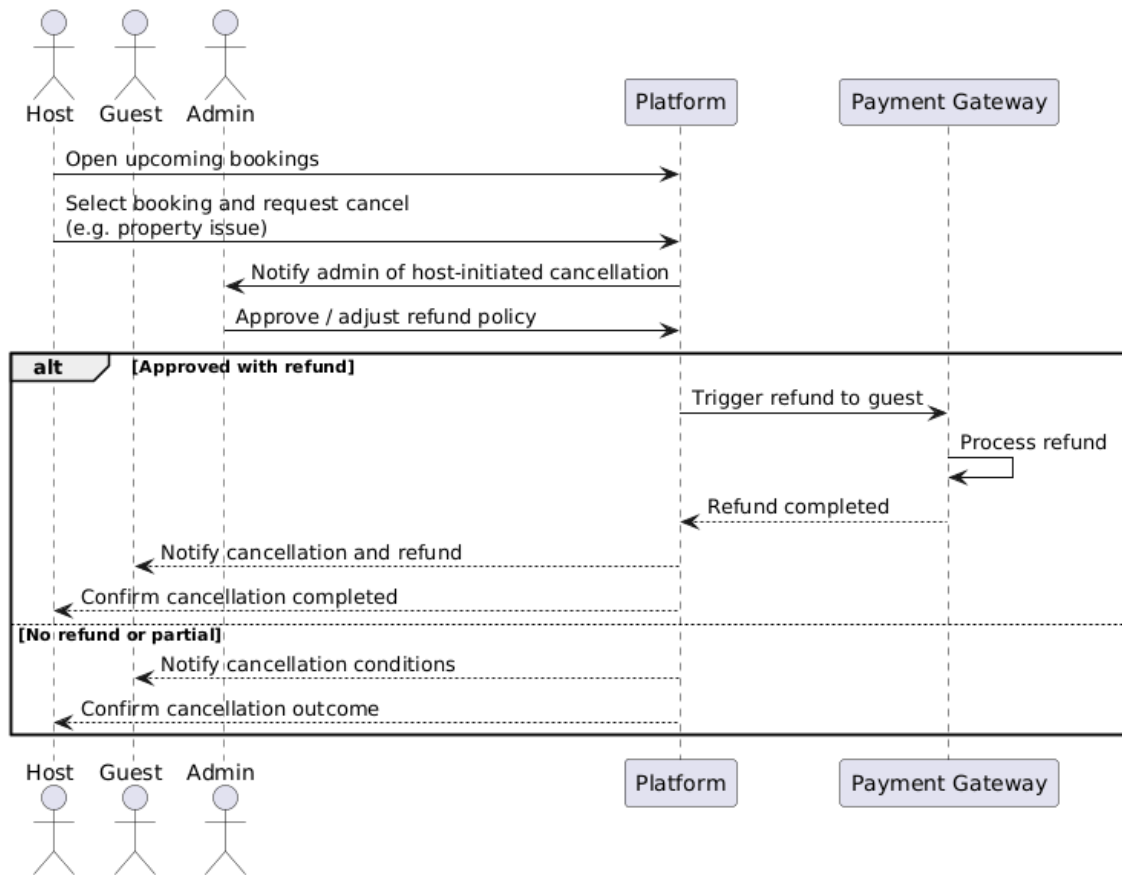 Host
Guest
Admin
Platform
Payment Gateway
Open upcoming bookings
Select booking and request cancel
(e.g. property issue)
Notify admin of host-initiated cancellation
Approve / adjust refund policy
alt
[Approved with refund]
Trigger refund to guest
Process refund
Refund completed
Notify cancellation and refund
Confirm cancellation completed
[No refund or partial]
Notify cancellation conditions
Confirm cancellation outcome
Host
Guest
Admin
Platform
Payment Gateway